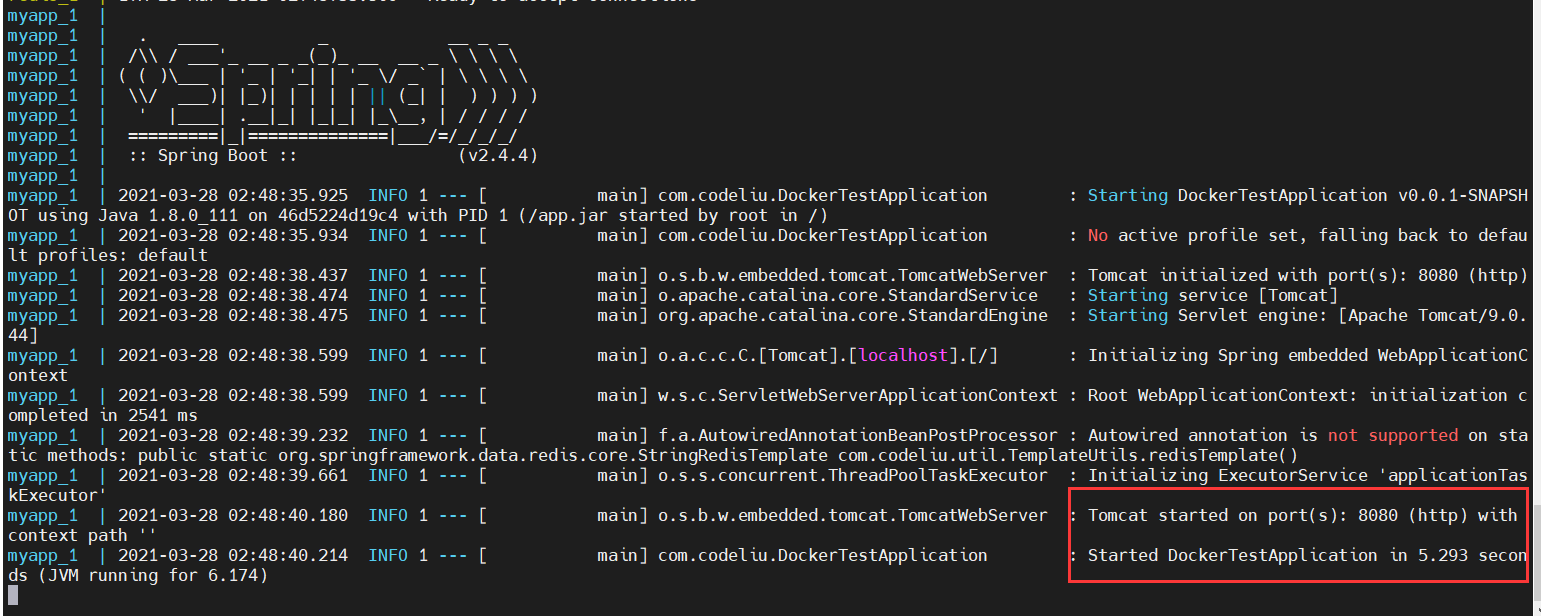 myapp_1  |
myapp_1  |   .   ____          _            __ _ _
myapp_1  |  /\\ / ___'_ __ _ _(_)_ __  __ _ \ \ \ \
myapp_1  | ( ( )\___ | '_ | '_| | '_ \/ _` | \ \ \ \
myapp_1  |  \\/  ___)| |_)| | | | | || (_| |  ) ) ) )
myapp_1  |   '  |____| .__|_| |_|_| |_\__, | / / / /
myapp_1  |  =========|_|==============|___/=/_/_/_/
myapp_1  |  :: Spring Boot ::                (v2.4.4)
myapp_1  |
myapp_1  | 2021-03-28 02:48:35.925  INFO 1 --- [           main] com.codeliu.DockerTestApplication        : Starting DockerTestApplication v0.0.1-SNAPSH
OT using Java 1.8.0_111 on 46d5224d19c4 with PID 1 (/app.jar started by root in /)
myapp_1  | 2021-03-28 02:48:35.934  INFO 1 --- [           main] com.codeliu.DockerTestApplication        : No active profile set, falling back to defau
lt profiles: default
myapp_1  | 2021-03-28 02:48:38.437  INFO 1 --- [           main] o.s.b.w.embedded.tomcat.TomcatWebServer  : Tomcat initialized with port(s): 8080 (http)
myapp_1  | 2021-03-28 02:48:38.474  INFO 1 --- [           main] o.apache.catalina.core.StandardService   : Starting service [Tomcat]
myapp_1  | 2021-03-28 02:48:38.475  INFO 1 --- [           main] org.apache.catalina.core.StandardEngine  : Starting Servlet engine: [Apache Tomcat/9.0.
44]
myapp_1  | 2021-03-28 02:48:38.599  INFO 1 --- [           main] o.a.c.c.C.[Tomcat].[localhost].[/]       : Initializing Spring embedded WebApplicationC
ontext
myapp_1  | 2021-03-28 02:48:38.599  INFO 1 --- [           main] w.s.c.ServletWebServerApplicationContext : Root WebApplicationContext: initialization c
ompleted in 2541 ms
myapp_1  | 2021-03-28 02:48:39.232  INFO 1 --- [           main] f.a.AutowiredAnnotationBeanPostProcessor : Autowired annotation is not supported on sta
tic methods: public static org.springframework.data.redis.core.StringRedisTemplate com.codeliu.util.TemplateUtils.redisTemplate()
myapp_1  | 2021-03-28 02:48:39.661  INFO 1 --- [           main] o.s.s.concurrent.ThreadPoolTaskExecutor  : Initializing ExecutorService 'applicationTas
kExecutor'
myapp_1  | 2021-03-28 02:48:40.180  INFO 1 --- [           main] o.s.b.w.embedded.tomcat.TomcatWebServer  : Tomcat started on port(s): 8080 (http) with
context path ''
myapp_1  | 2021-03-28 02:48:40.214  INFO 1 --- [           main] com.codeliu.DockerTestApplication        : Started DockerTestApplication in 5.293 secon
ds (JVM running for 6.174)